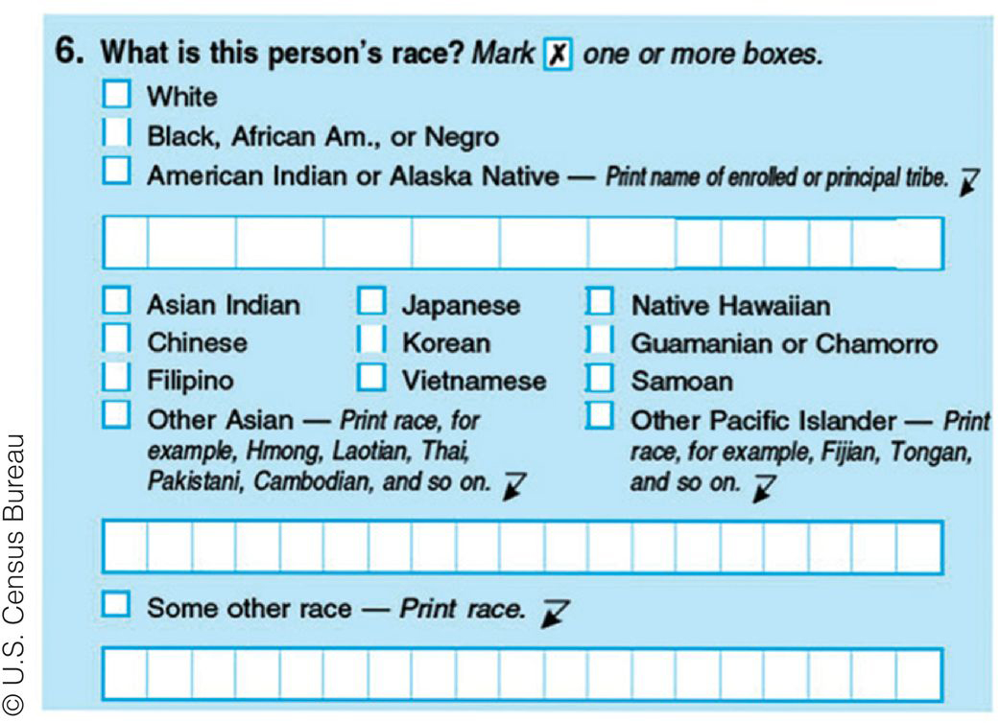 6. What is this person's race? Mark X one or more boxes.
White
Black, African Am., or Negro
American Indian or Alaska Native — Print name of enrolled or principal tribe.
Asian Indian
Japanese
Native Hawaiian
Chinese
Korean
Guamanian or Chamorro
Filipino
Vietnamese
Samoan
Other Asian — Print race, for
example, Hmong, Laotian, Thai,
Pakistani, Cambodian, and so on.
Other Pacific Islander — Print
race, for example, Fijian, Tongan,
and so on.
Some other race — Print race.
© U.S. Census Bureau